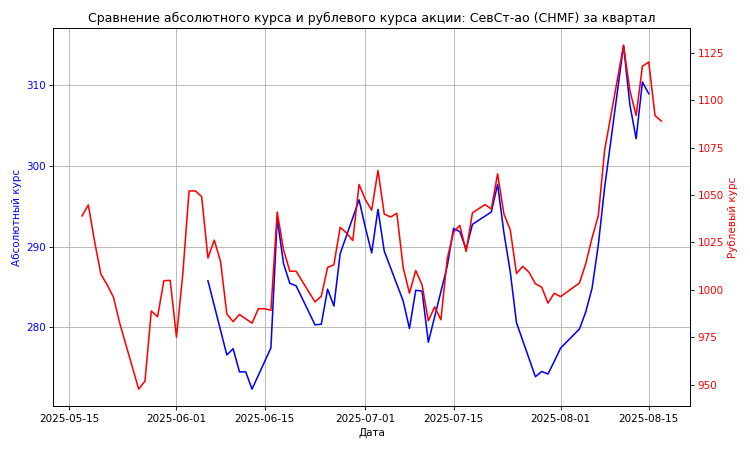 Сравнение абсолютного курса и рублевого курса акции: СевСт-ао (CHMF) за квартал
Абсолютный курс
310
300
290
280
1125
1100
1075
1050
1025
1000
975
950
Рублевый курс
2025-05-15 2025-06-01 2025-06-15 2025-07-01 2025-07-15 2025-08-01 2025-08-15
Дата